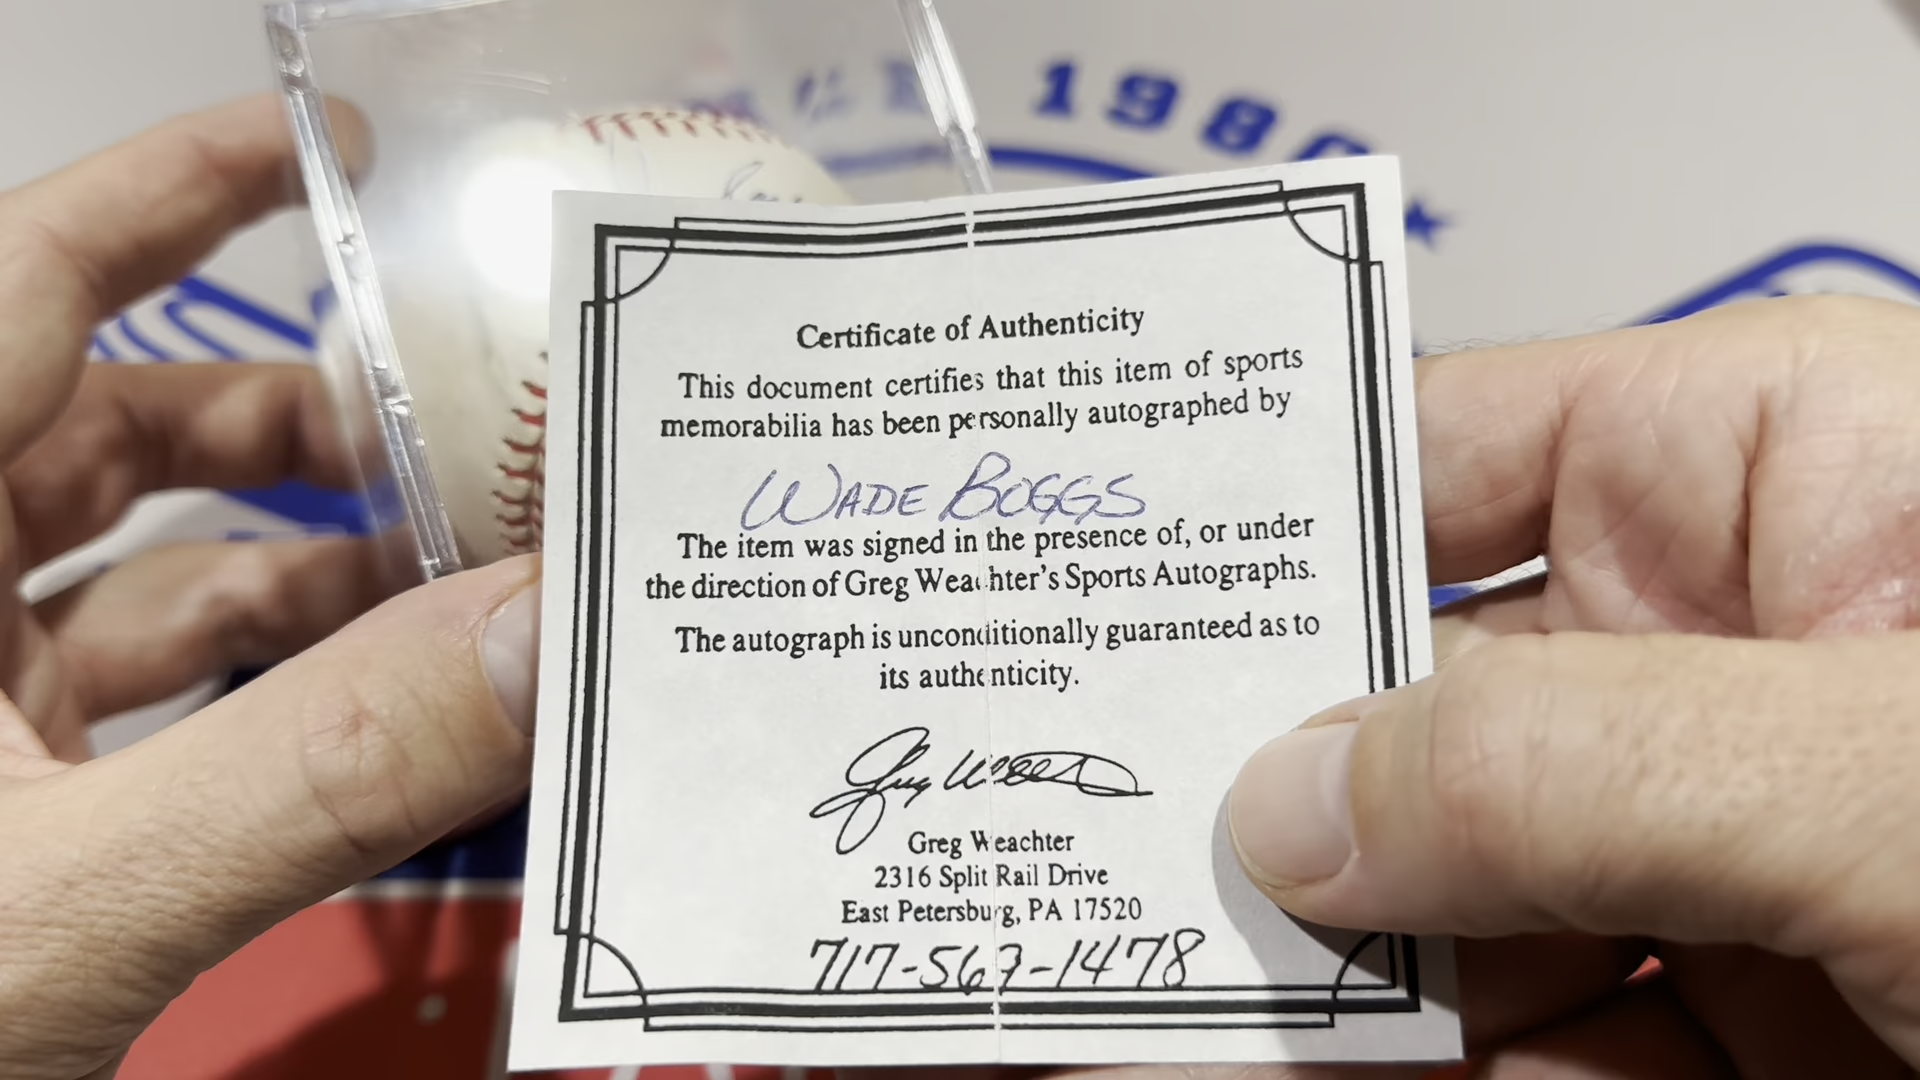 198
Certificate of Authenticity
This document certifies that this item of sports
memorabilia has been personally autographed by
WADE BOGGS
The item was signed in the presence of, or under
the direction of Greg Weachter's Sports Autographs.
The autograph is unconditionally guaranteed as to
its authenticity.
Greg Weachter
2316 Split Rail Drive
East Petersburg, PA 17520
717-569-1478